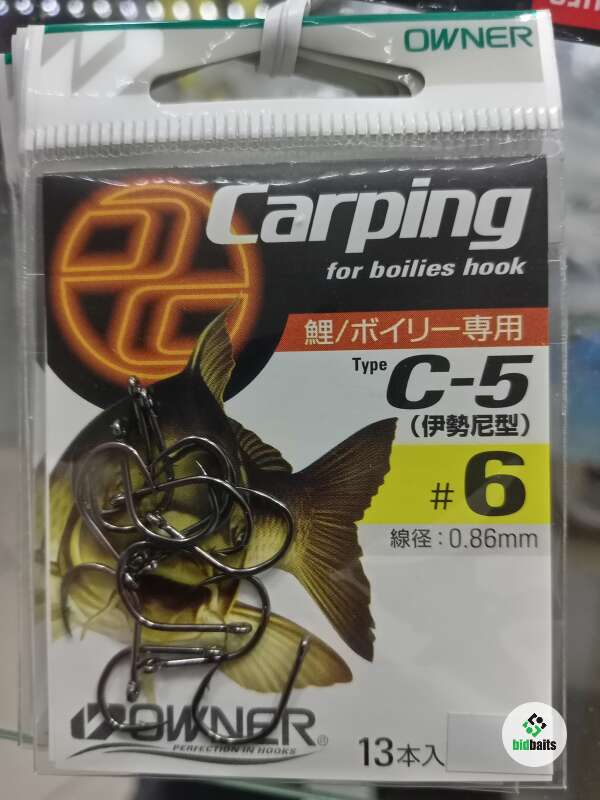 OWNER
Carping
for boilies hook
鯉/ボイリー専用
Type C-5
(伊勢尼型)
#6
線径:0.86mm
OWNER®
PERFECTION IN HOOKS
13本入
bidbaits